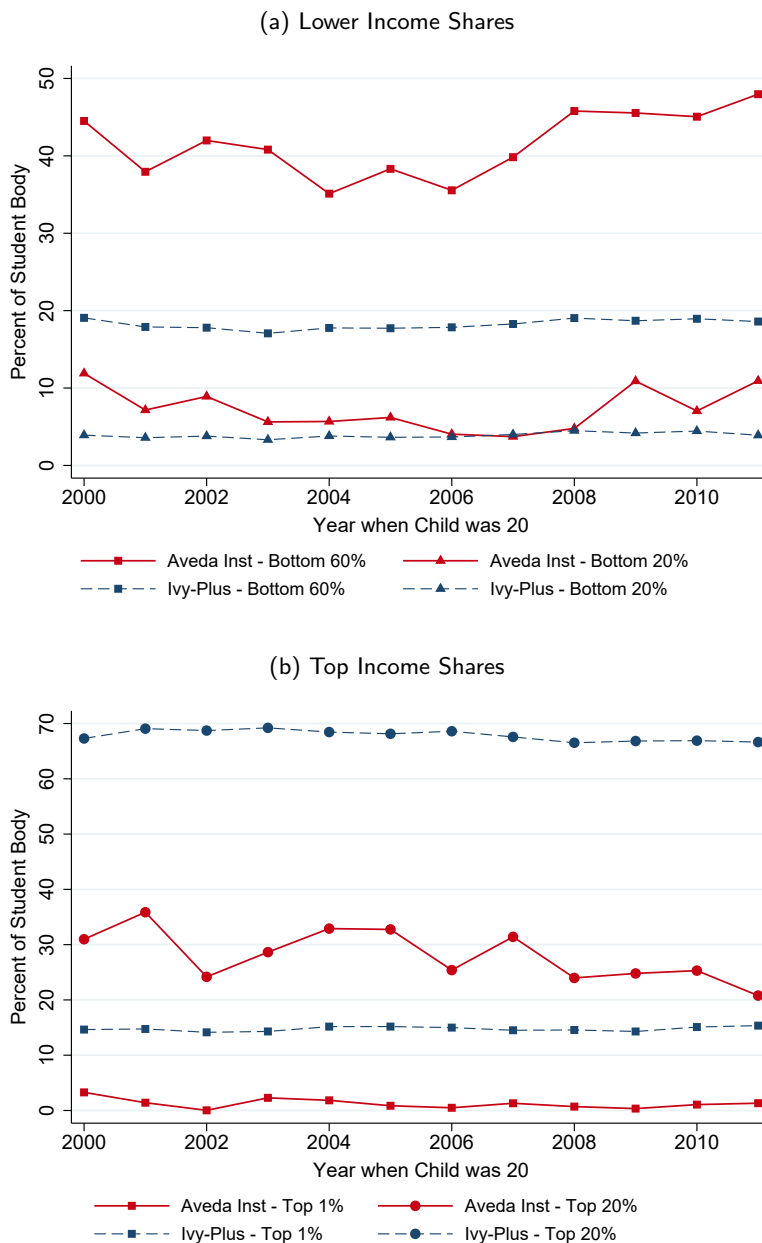 (a) Lower Income Shares
Percent of Student Body
50
40
30
20
10
0
2000 2002 2004 2006 2008 2010
Year when Child was 20
Aveda Inst - Bottom 60% Aveda Inst - Bottom 20%
Ivy-Plus - Bottom 60% Ivy-Plus - Bottom 20%
(b) Top Income Shares
Percent of Student Body
70
60
50
40
30
20
10
0
2000 2002 2004 2006 2008 2010
Year when Child was 20
Aveda Inst - Top 1% Aveda Inst - Top 20%
Ivy-Plus - Top 1% Ivy-Plus - Top 20%